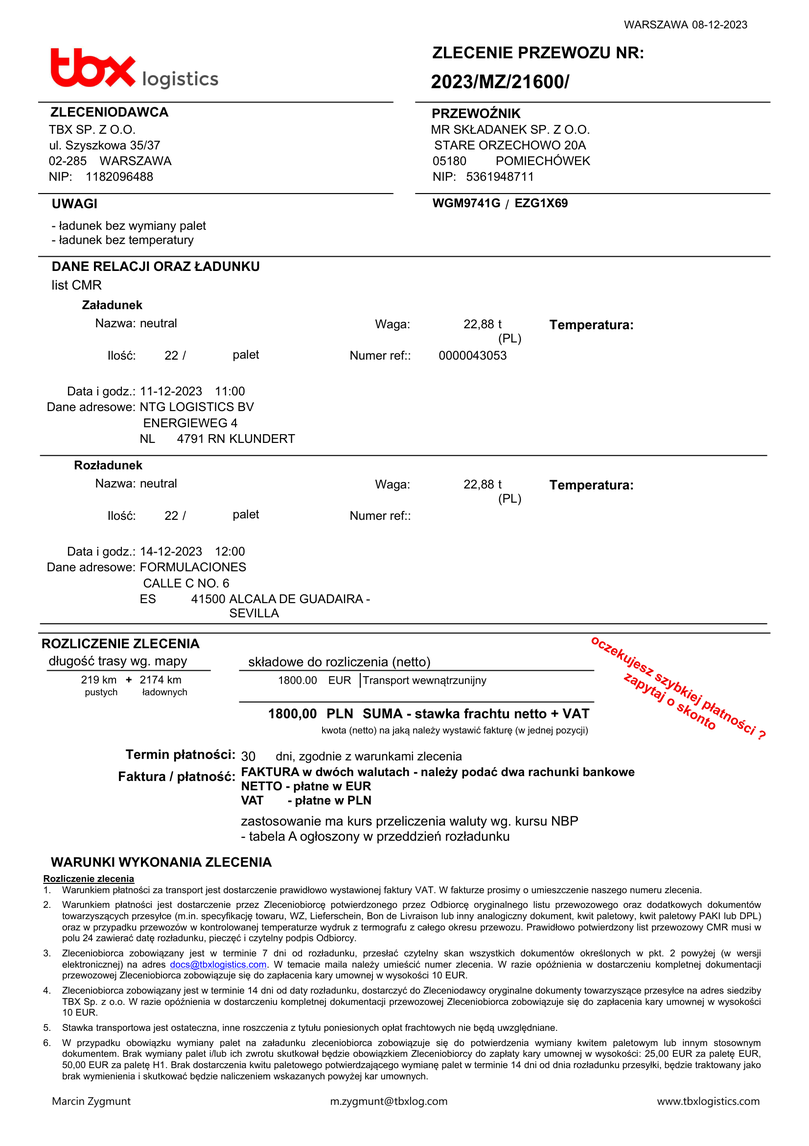 WARSZAWA 08-12-2023
tbx logistics
ZLECENIE PRZEWOZU NR:
2023/MZ/21600/
ZLECENIODAWCA
TBX SP. Z O.O.
ul. Szyszkowa 35/37
02-285 WARSZAWA
NIP: 1182096488
PRZEWOŹNIK
MR SKŁADANEK SP. Z O.O.
STARE ORZECHOWO 20A
05180 POMIECHÓWEK
NIP: 5361948711
UWAGI
- ładunek bez wymiany palet
- ładunek bez temperatury
WGM9741G / EZG1X69
DANE RELACJI ORAZ ŁADUNKU
list CMR
Załadunek
Nazwa: neutral Waga: 22,88 t (PL) Temperatura:
Ilość: 22 / palet Numer ref:: 0000043053
Data i godz.: 11-12-2023 11:00
Dane adresowe: NTG LOGISTICS BV
ENERGIEWEG 4
NL 4791 RN KLUNDERT
Rozładunek
Nazwa: neutral Waga: 22,88 t (PL) Temperatura:
Ilość: 22 / palet Numer ref::
Data i godz.: 14-12-2023 12:00
Dane adresowe: FORMULACIONES
CALLE C NO. 6
ES 41500 ALCALA DE GUADAIRA -
SEVILLA
ROZLICZENIE ZLECENIA
długość trasy wg. mapy
219 km + 2174 km
pustych ładownych
składowe do rozliczenia (netto)
1800.00 EUR Transport wewnątrzunijny
1800,00 PLN SUMA - stawka frachtu netto + VAT
kwota (netto) na jaką należy wystawić fakturę (w jednej pozycji)
oczekujesz szybkiej płatności ?
zapytaj o skonto
Termin płatności: 30 dni, zgodnie z warunkami zlecenia
Faktura / płatność: FAKTURA w dwóch walutach - należy podać dwa rachunki bankowe
NETTO - płatne w EUR
VAT - płatne w PLN
zastosowanie ma kurs przeliczenia waluty wg. kursu NBP
- tabela A ogłoszony w przeddzień rozładunku
WARUNKI WYKONANIA ZLECENIA
Rozliczenie zlecenia
1. Warunkiem płatności za transport jest dostarczenie prawidłowo wystawionej faktury VAT. W fakturze prosimy o umieszczenie naszego numeru zlecenia.
2. Warunkiem płatności jest dostarczenie przez Zleceniobiorcę potwierdzonego przez Odbiorcę oryginalnego listu przewozowego oraz dodatkowych dokumentów
towarzyszących przesyłce (m.in. specyfikację towaru, WZ, Lieferschein, Bon de Livraison lub inny analogiczny dokument, kwit paletowy, kwit paletowy PAKI lub DPL)
oraz w przypadku przewozów w kontrolowanej temperaturze wydruk z termografu z całego okresu przewozu. Prawidłowo potwierdzony list przewozowy CMR musi w
polu 24 zawierać datę rozładunku, pieczęć i czytelny podpis Odbiorcy.
3. Zleceniobiorca zobowiązany jest w terminie 7 dni od rozładunku, przesłać czytelny skan wszystkich dokumentów określonych w pkt. 2 powyżej (w wersji
elektronicznej) na adres docs@tbxlogistics.com. W temacie maila należy umieścić numer zlecenia. W razie opóźnienia w dostarczeniu kompletnej dokumentacji
przewozowej Zleceniobiorca zobowiązuje się do zapłacenia kary umownej w wysokości 10 EUR.
4. Zleceniobiorca zobowiązany jest w terminie 14 dni od daty rozładunku, dostarczyć do Zleceniodawcy oryginalne dokumenty towarzyszące przesyłce na adres siedziby
TBX Sp. z o.o. W razie opóźnienia w dostarczeniu kompletnej dokumentacji przewozowej Zleceniobiorca zobowiązuje się do zapłacenia kary umownej w wysokości
10 EUR.
5. Stawka transportowa jest ostateczna, inne roszczenia z tytułu poniesionych opłat frachtowych nie będą uwzględniane.
6. W przypadku obowiązku wymiany palet na załadunku zleceniobiorca zobowiązuje się do potwierdzenia wymiany kwitem paletowym lub innym stosownym
dokumentem. Brak wymiany palet i/lub ich zwrotu skutkował będzie obowiązkiem Zleceniobiorcy do zapłaty kary umownej w wysokości: 25,00 EUR za paletę EUR,
50,00 EUR za paletę H1. Brak dostarczenia kwitu paletowego potwierdzającego wymianę palet w terminie 14 dni od dnia rozładunku przesyłki, będzie traktowany jako
brak wymienienia i skutkować będzie naliczeniem wskazanych powyżej kar umownych.
Marcin Zygmunt m.zygmunt@tbxlog.com www.tbxlogistics.com